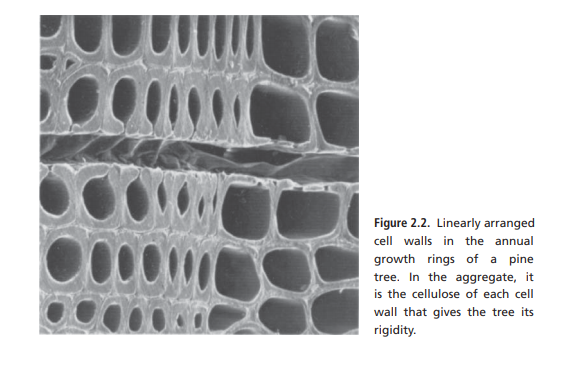 Figure 2.2. Linearly arranged
cell walls in the annual
growth rings of a pine
tree. In the aggregate, it
is the cellulose of each cell
wall that gives the tree its
rigidity.